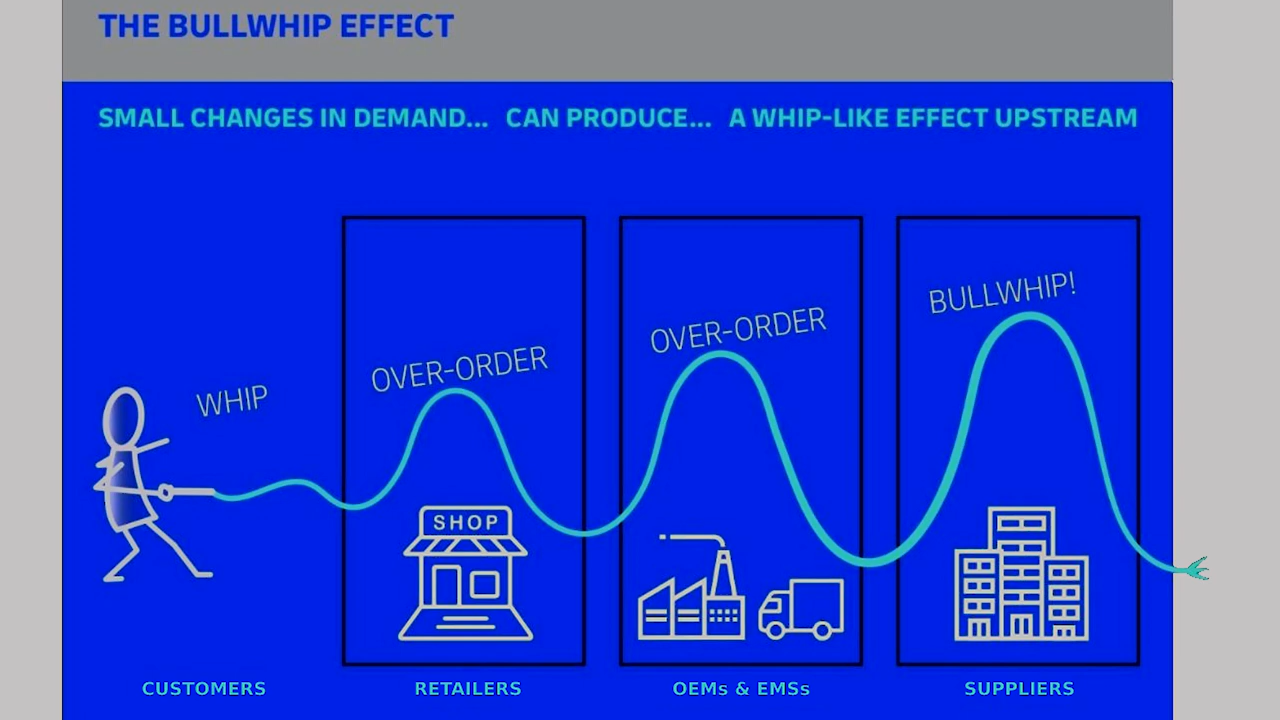 THE BULLWHIP EFFECT
SMALL CHANGES IN DEMAND... CAN PRODUCE... A WHIP-LIKE EFFECT UPSTREAM
WHIP
OVER-ORDER
OVER-ORDER
BULLWHIP!
SHOP
CUSTOMERS
RETAILERS
OEMs & EMSs
SUPPLIERS